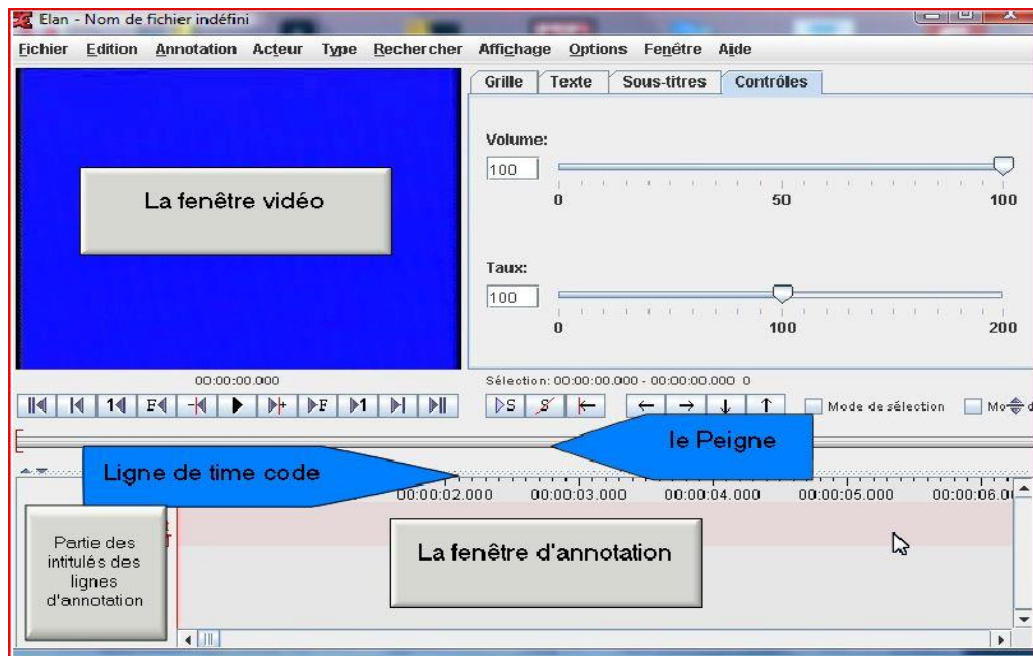 Elan - Nom de fichier indéfini
Fichier Edition Annotation Acteur Type Rechercher Affichage Options Fenêtre Aide
Grille Texte Sous-titres Contrôles
La fenêtre vidéo
Volume:
100
0 50 100
Taux:
100
0 100 200
00:00:00.000
Sélection: 00:00:00.000 - 00:00:00.000 0
1 F F 1 S S
Mode de sélection
le Peigne
Ligne de time code
00:00:02.000 00:00:03.000 00:00:04.000 00:00:05.000
Partie des
intitulés des
lignes
d'annotation
La fenêtre d'annotation